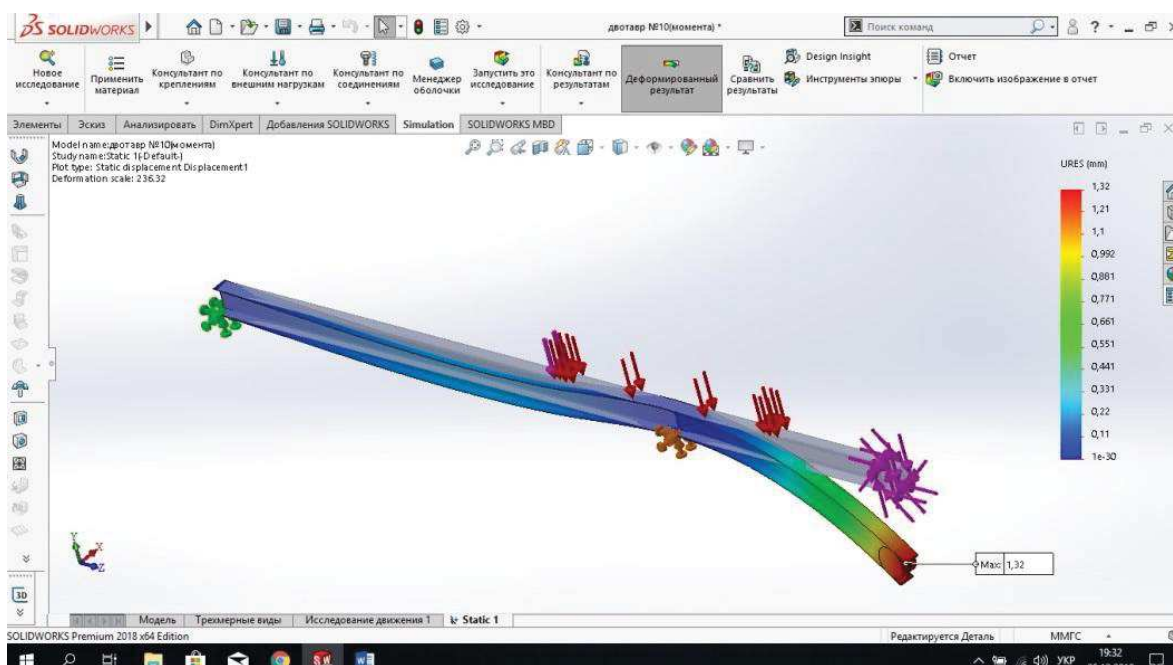 SOLIDWORKS
двотавр №10(момента) *
Поиск команд
Новое исследование
Применить материал
Консультант по креплениям
Консультант по внешним нагрузкам
Консультант по соединениям
Менеджер оболочки
Запустить это исследование
Консультант по результатам
Деформированный результат
Сравнить результаты
Design Insight
Инструменты эпюры
Отчет
Включить изображение в отчет
Элементы Эскиз Анализировать DimXpert Добавления SOLIDWORKS Simulation SOLIDWORKS MBD
Model name:двотавр №10(момента)
Study name:Static 1(-Default-)
Plot type: Static displacement Displacement1
Deformation scale: 236.32
URES (mm)
1,32
1,21
1,1
0,992
0,881
0,771
0,661
0,551
0,441
0,331
0,22
0,11
1e-30
Max: 1,32
Y
X
Z
3D
Модель Трехмерные виды Исследование движения 1 Static 1
SOLIDWORKS Premium 2018 x64 Edition
Редактируется Деталь ММГС
УКР 19:32